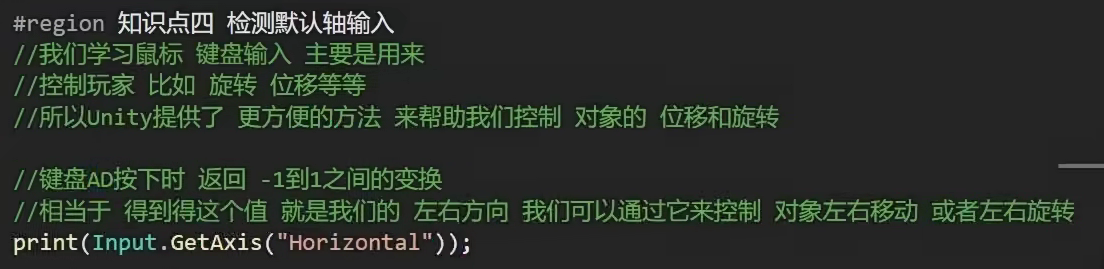 #region 知识点四 检测默认轴输入
//我们学习鼠标 键盘输入 主要是用来
//控制玩家 比如 旋转 位移等等
//所以Unity提供了 更方便的方法 来帮助我们控制 对象的 位移和旋转
//键盘AD按下时 返回 -1到1之间的变换
//相当于 得到得这个值 就是我们的 左右方向 我们可以通过它来控制 对象左右移动 或者左右旋转
print(Input.GetAxis("Horizontal"));